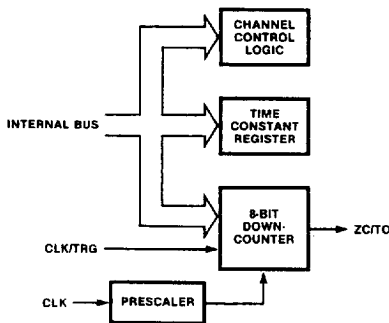 CHANNEL
CONTROL
LOGIC
INTERNAL BUS
TIME
CONSTANT
REGISTER
8-BIT
DOWN-
COUNTER
ZC/TO
CLK/TRG
CLK
PRESCALER